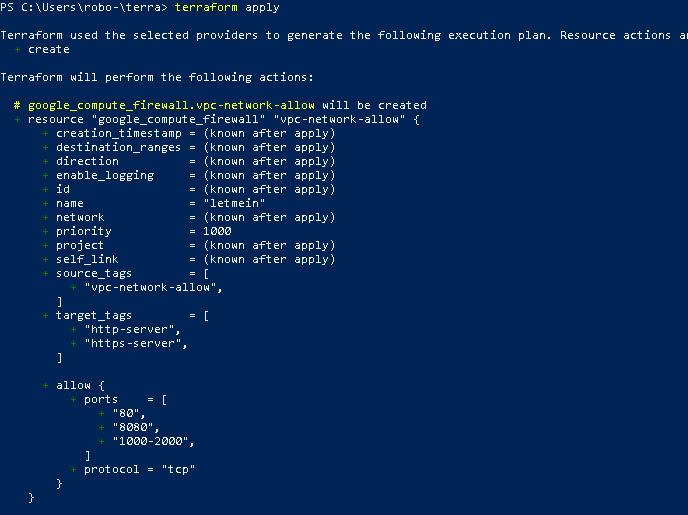 PS C:\Users\robo-\terra> terraform apply
Terraform used the selected providers to generate the following execution plan. Resource actions a
+ create
Terraform will perform the following actions:
# google_compute_firewall.vpc-network-allow will be created
+ resource "google_compute_firewall" "vpc-network-allow" {
+ creation_timestamp = (known after apply)
+ destination_ranges = (known after apply)
+ direction = (known after apply)
+ enable_logging = (known after apply)
+ id = (known after apply)
+ name = "letmein"
+ network = (known after apply)
+ priority = 1000
+ project = (known after apply)
+ self_link = (known after apply)
+ source_tags = [
+ "vpc-network-allow",
]
+ target_tags = [
+ "http-server",
+ "https-server",
]
+ allow {
+ ports = [
+ "80",
+ "8080",
+ "1000-2000",
]
+ protocol = "tcp"
}
}